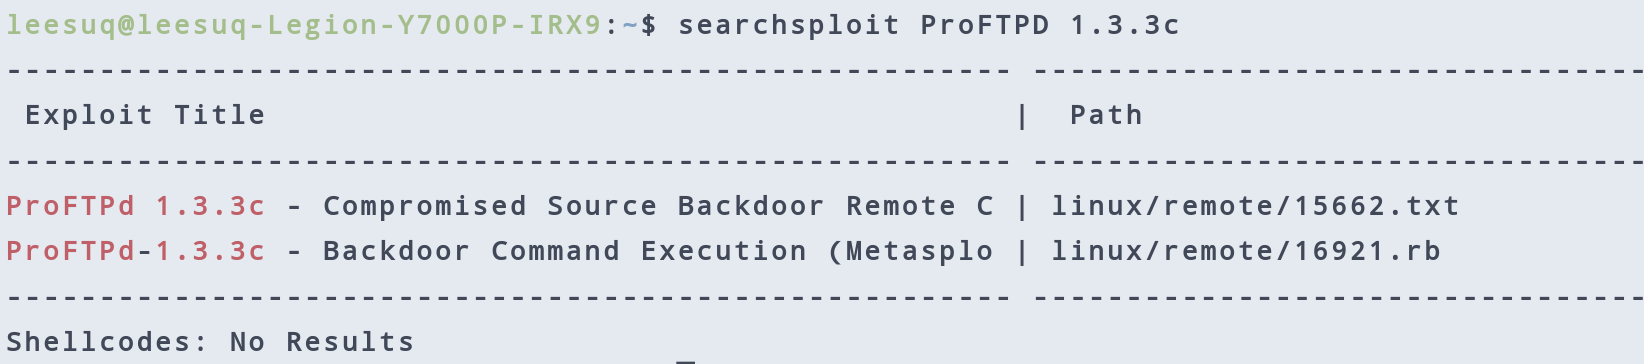 leesuq@leesuq-Legion-Y7000P-IRX9:~$ searchsploit ProFTPD 1.3.3c
------------------------------------------------------ ---------------------------------
 Exploit Title                                        |  Path
------------------------------------------------------ ---------------------------------
ProFTPd 1.3.3c - Compromised Source Backdoor Remote C | linux/remote/15662.txt
ProFTPd-1.3.3c - Backdoor Command Execution (Metasplo | linux/remote/16921.rb
------------------------------------------------------ ---------------------------------
Shellcodes: No Results